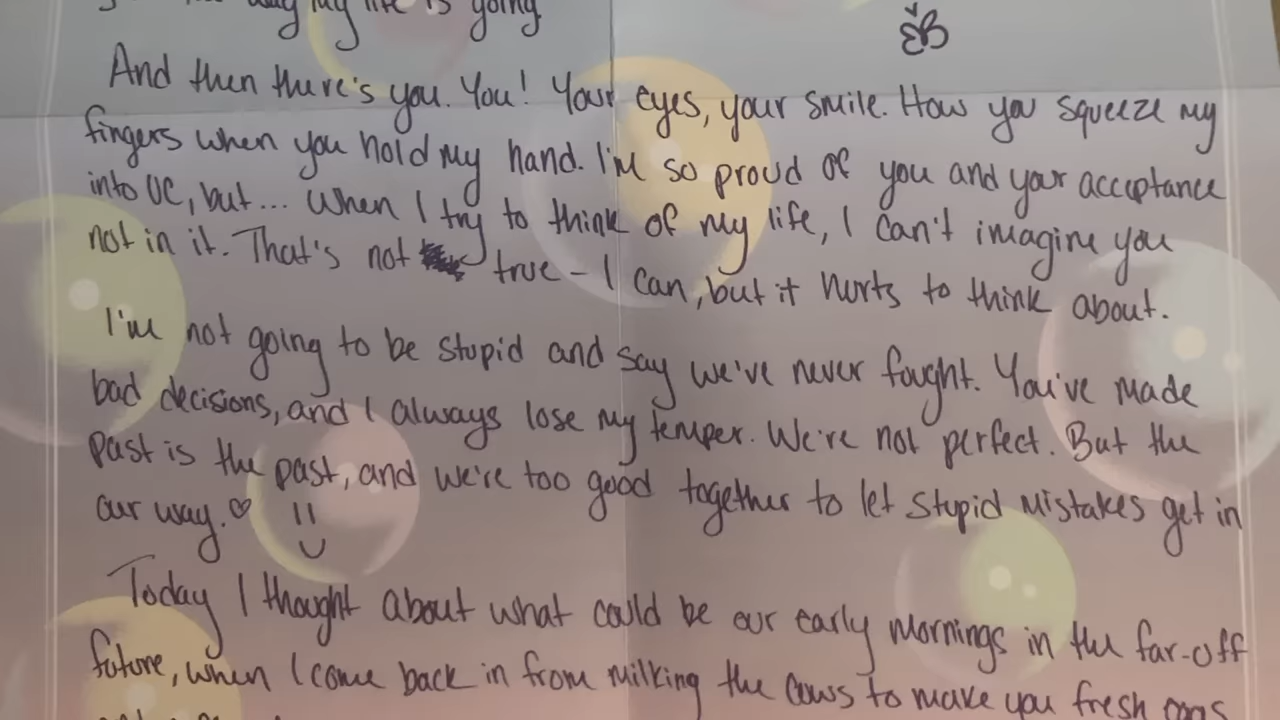 way my life is going
And then there's you. You! Your eyes, your smile. How you squeeze my
fingers when you hold my hand. I'm so proud of you and your acceptance
into UC, but... When I try to think of my life, I can't imagine you
not in it. That's not true - I can, but it hurts to think about.
I'm not going to be stupid and say we've never fought. You've made
bad decisions, and I always lose my temper. We're not perfect. But the
past is the past, and we're too good together to let stupid mistakes get in
our way. ♡ :)
Today I thought about what could be our early mornings in the far-off
future, when I come back in from milking the cows to make you fresh eggs